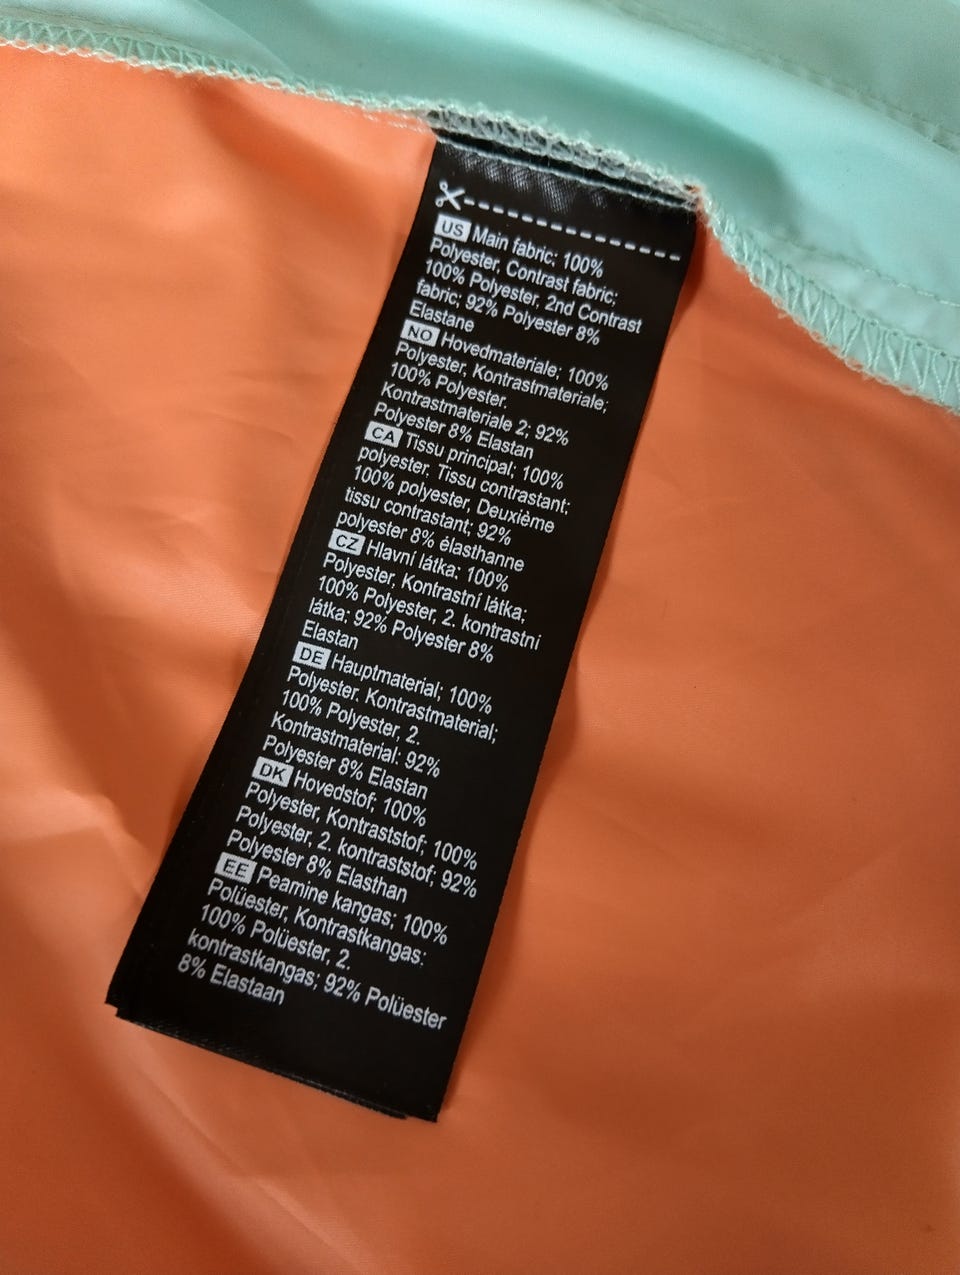 US Main fabric: 100%
Polyester, Contrast fabric;
100% Polyester, 2nd Contrast
fabric; 92% Polyester 8%
Elastane
NO Hovedmateriale; 100%
Polyester, Kontrastmateriale;
100% Polyester.
Kontrastmateriale 2; 92%
Polyester 8% Elastan
CA Tissu principal; 100%
polyester. Tissu contrastant;
100% polyester, Deuxième
tissu contrastant; 92%
polyester 8% élasthanne
CZ Hlavní látka: 100%
Polyester, Kontrastní látka;
100% Polyester, 2. kontrastní
látka; 92% Polyester 8%
Elastan
DE Hauptmaterial; 100%
Polyester. Kontrastmaterial;
100% Polyester, 2.
Kontrastmaterial: 92%
Polyester 8% Elastan
DK Hovedstof; 100%
Polyester, Kontraststof; 100%
Polyester, 2. kontraststof; 92%
Polyester 8% Elasthan
EE Peamine kangas; 100%
Polüester, Kontrastkangas:
100% Polüester, 2.
kontrastkangas; 92% Polüester
8% Elastaan